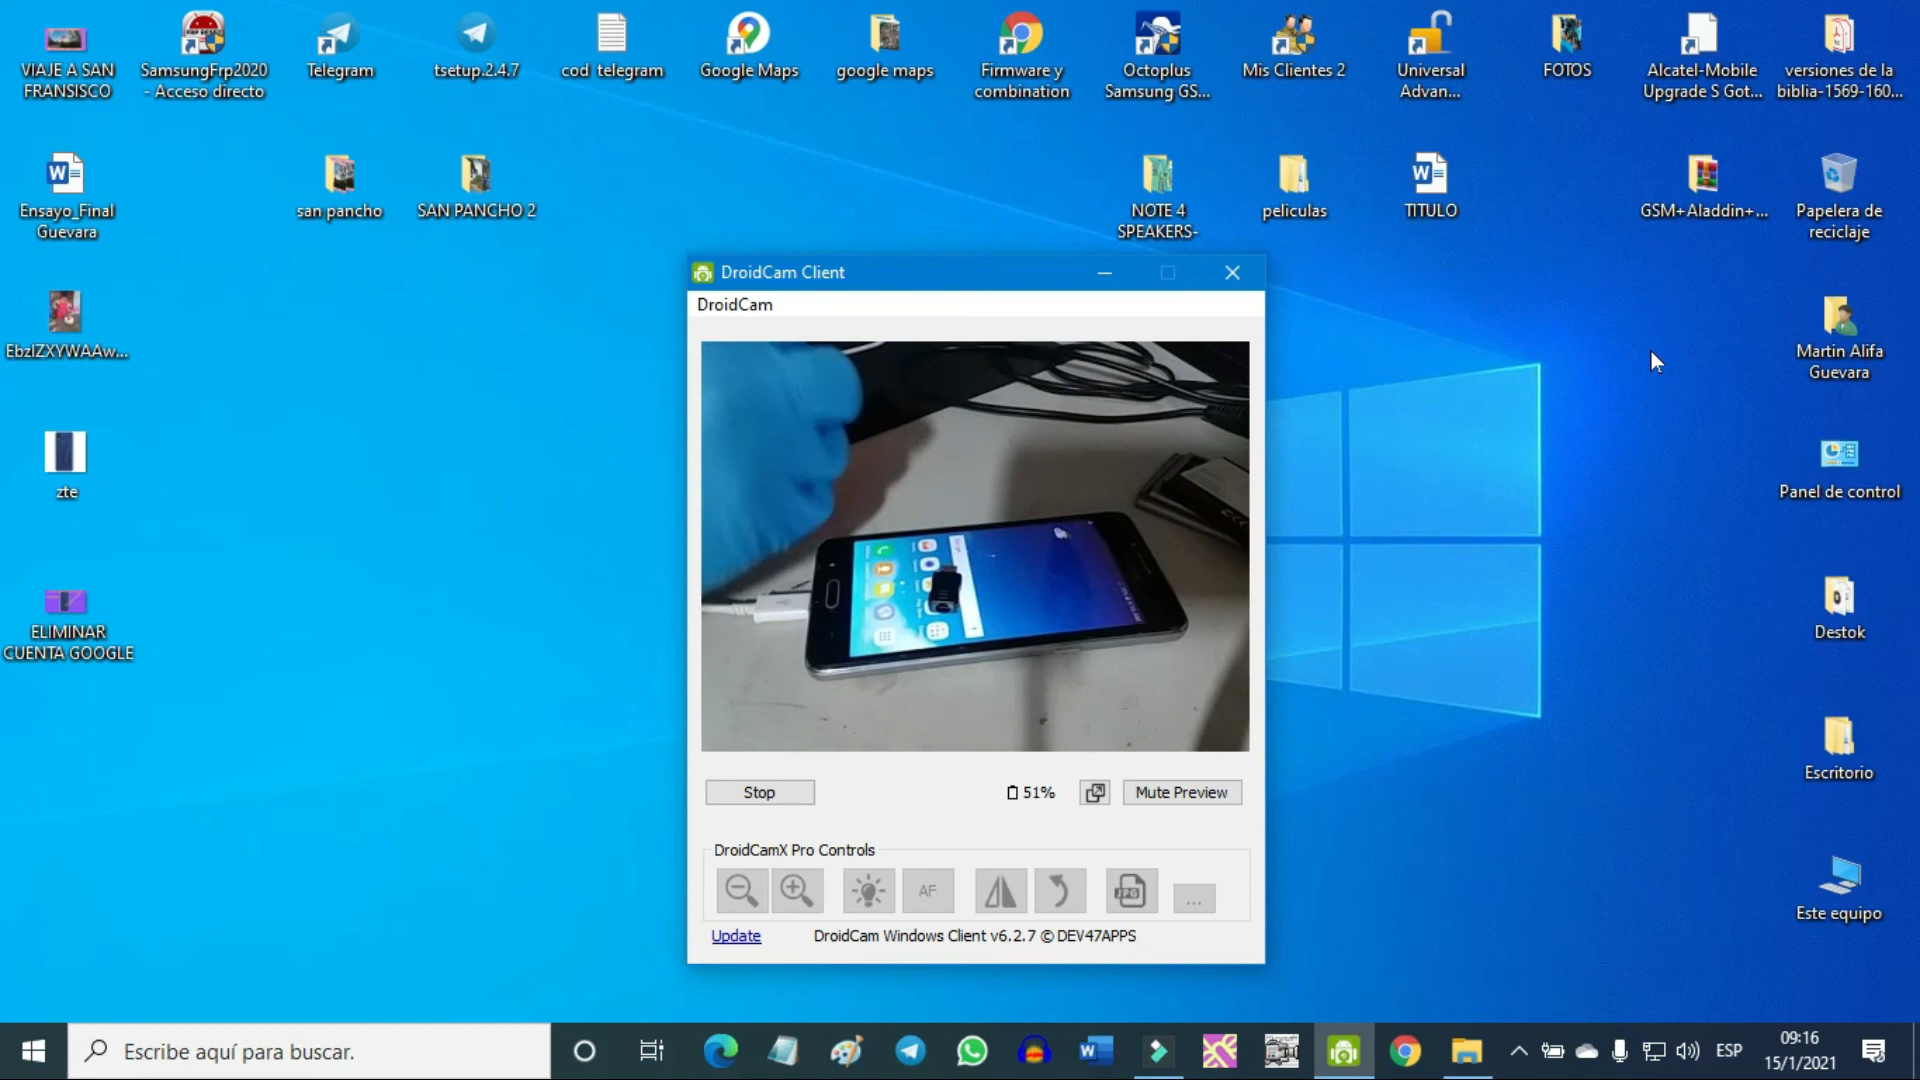 VIAJE A SAN
FRANSISCO
SamsungFrp2020
- Acceso directo
Telegram
tsetup.2.4.7
cod telegram
Google Maps
google maps
Firmware y
combination
Octoplus
Samsung GS...
Mis Clientes 2
Universal
Advan...
FOTOS
Alcatel-Mobile
Upgrade S Got...
versiones de la
biblia-1569-160...
Ensayo_Final
Guevara
san pancho
SAN PANCHO 2
NOTE 4
SPEAKERS-
peliculas
TITULO
GSM+Aladdin+...
Papelera de
reciclaje
EbzlZXYWAAw...
Martin Alifa
Guevara
zte
Panel de control
ELIMINAR
CUENTA GOOGLE
Destok
Escritorio
Este equipo
DroidCam Client
DroidCam
Stop
51%
Mute Preview
DroidCamX Pro Controls
AF
JPG
...
Update
DroidCam Windows Client v6.2.7 © DEV47APPS
Escribe aquí para buscar.
ESP
09:16
15/1/2021